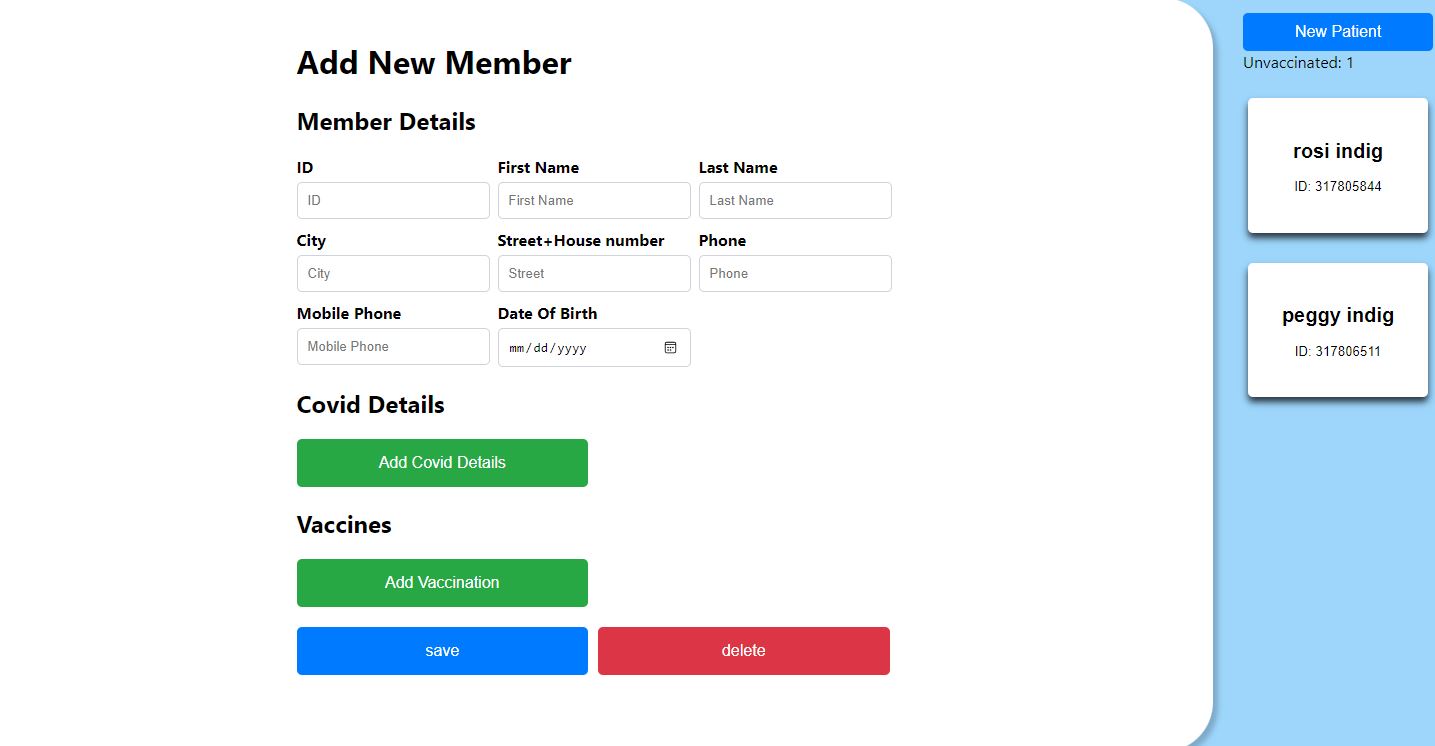 Add New Member
Member Details
ID First Name Last Name
ID First Name Last Name
City Street+House number Phone
City Street Phone
Mobile Phone Date Of Birth
Mobile Phone mm/dd/yyyy
Covid Details
Add Covid Details
Vaccines
Add Vaccination
save delete
New Patient
Unvaccinated: 1
rosi indig
ID: 317805844
peggy indig
ID: 317806511